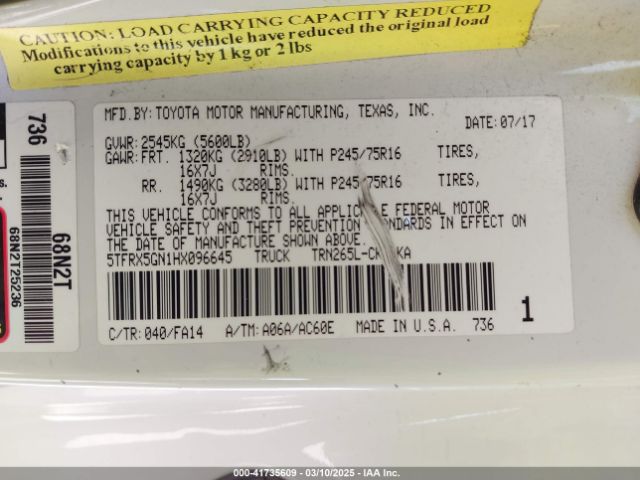 CAUTION: LOAD CARRYING CAPACITY REDUCED
Modifications to this vehicle have reduced the original load
carrying capacity by 1 kg or 2 lbs
MFD.BY: TOYOTA MOTOR MANUFACTURING, TEXAS, INC.
DATE: 07/17
GVWR: 2545KG (5600LB)
GAWR: FRT. 1320KG (2910LB) WITH P245/75R16 TIRES,
16X7J RIMS.
RR. 1490KG (3280LB) WITH P245/75R16 TIRES,
16X7J RIMS.
THIS VEHICLE CONFORMS TO ALL APPLICABLE FEDERAL MOTOR
VEHICLE SAFETY AND THEFT PREVENTION STANDARDS IN EFFECT ON
THE DATE OF MANUFACTURE SHOWN ABOVE.
5TFRX5GN1HX096645 TRUCK
C/TR: 040/FA14 A/TM: A06A/AC60E MADE IN U.S.A. 736
1
736
68N2T
68N2T25236
000-41735609 - 03/10/2025 - IAA Inc.